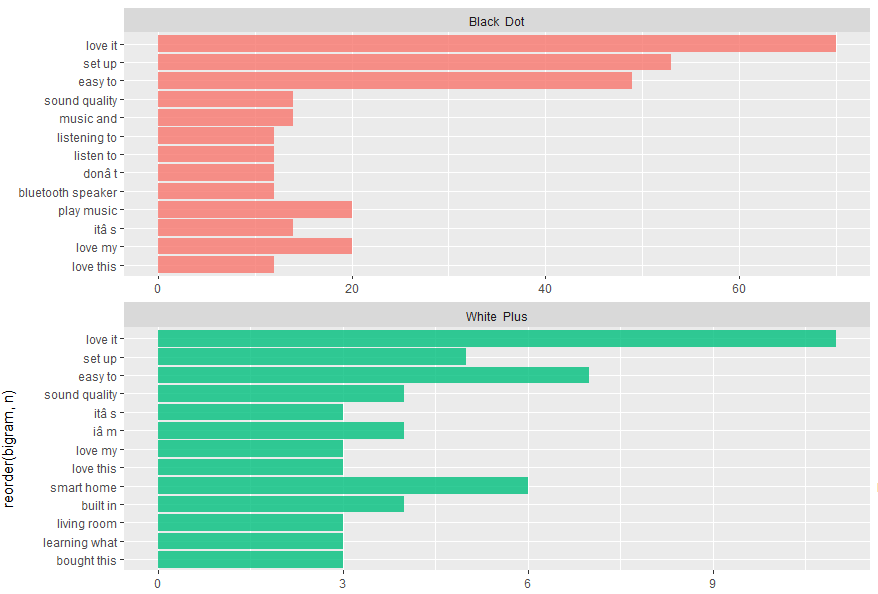 Black Dot
love it
set up
easy to
sound quality
music and
listening to
listen to
donâ t
bluetooth speaker
play music
itâ s
love my
love this
0 20 40 60
White Plus
love it
set up
easy to
sound quality
itâ s
iâ m
love my
love this
smart home
built in
living room
learning what
bought this
0 3 6 9
reorder(bigram, n)